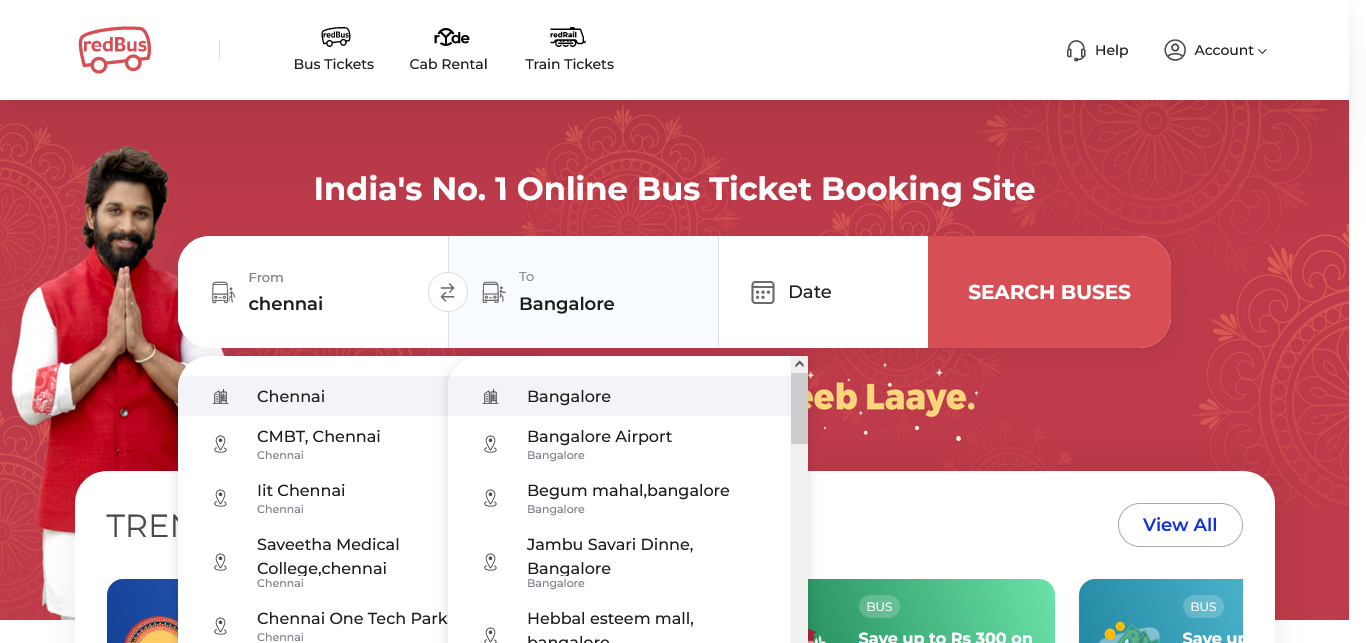 redBus
redBus
Bus Tickets
ryde
Cab Rental
redRail
Train Tickets
Help
Account
India's No. 1 Online Bus Ticket Booking Site
From
chennai
To
Bangalore
Date
SEARCH BUSES
Chennai
CMBT, Chennai
Chennai
Iit Chennai
Chennai
Saveetha Medical
College,chennai
Chennai
Chennai One Tech Park
Chennai
Bangalore
Bangalore Airport
Bangalore
Begum mahal,bangalore
Bangalore
Jambu Savari Dinne,
Bangalore
Bangalore
Hebbal esteem mall,
bangalore
eeb Laaye.
TREN
View All
BUS
Save up to Rs 300 on
BUS
Save up